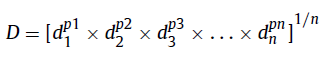 D = [d_1^{p1} × d_2^{p2} × d_3^{p3} × . . . × d_n^{pn}]^{1/n}